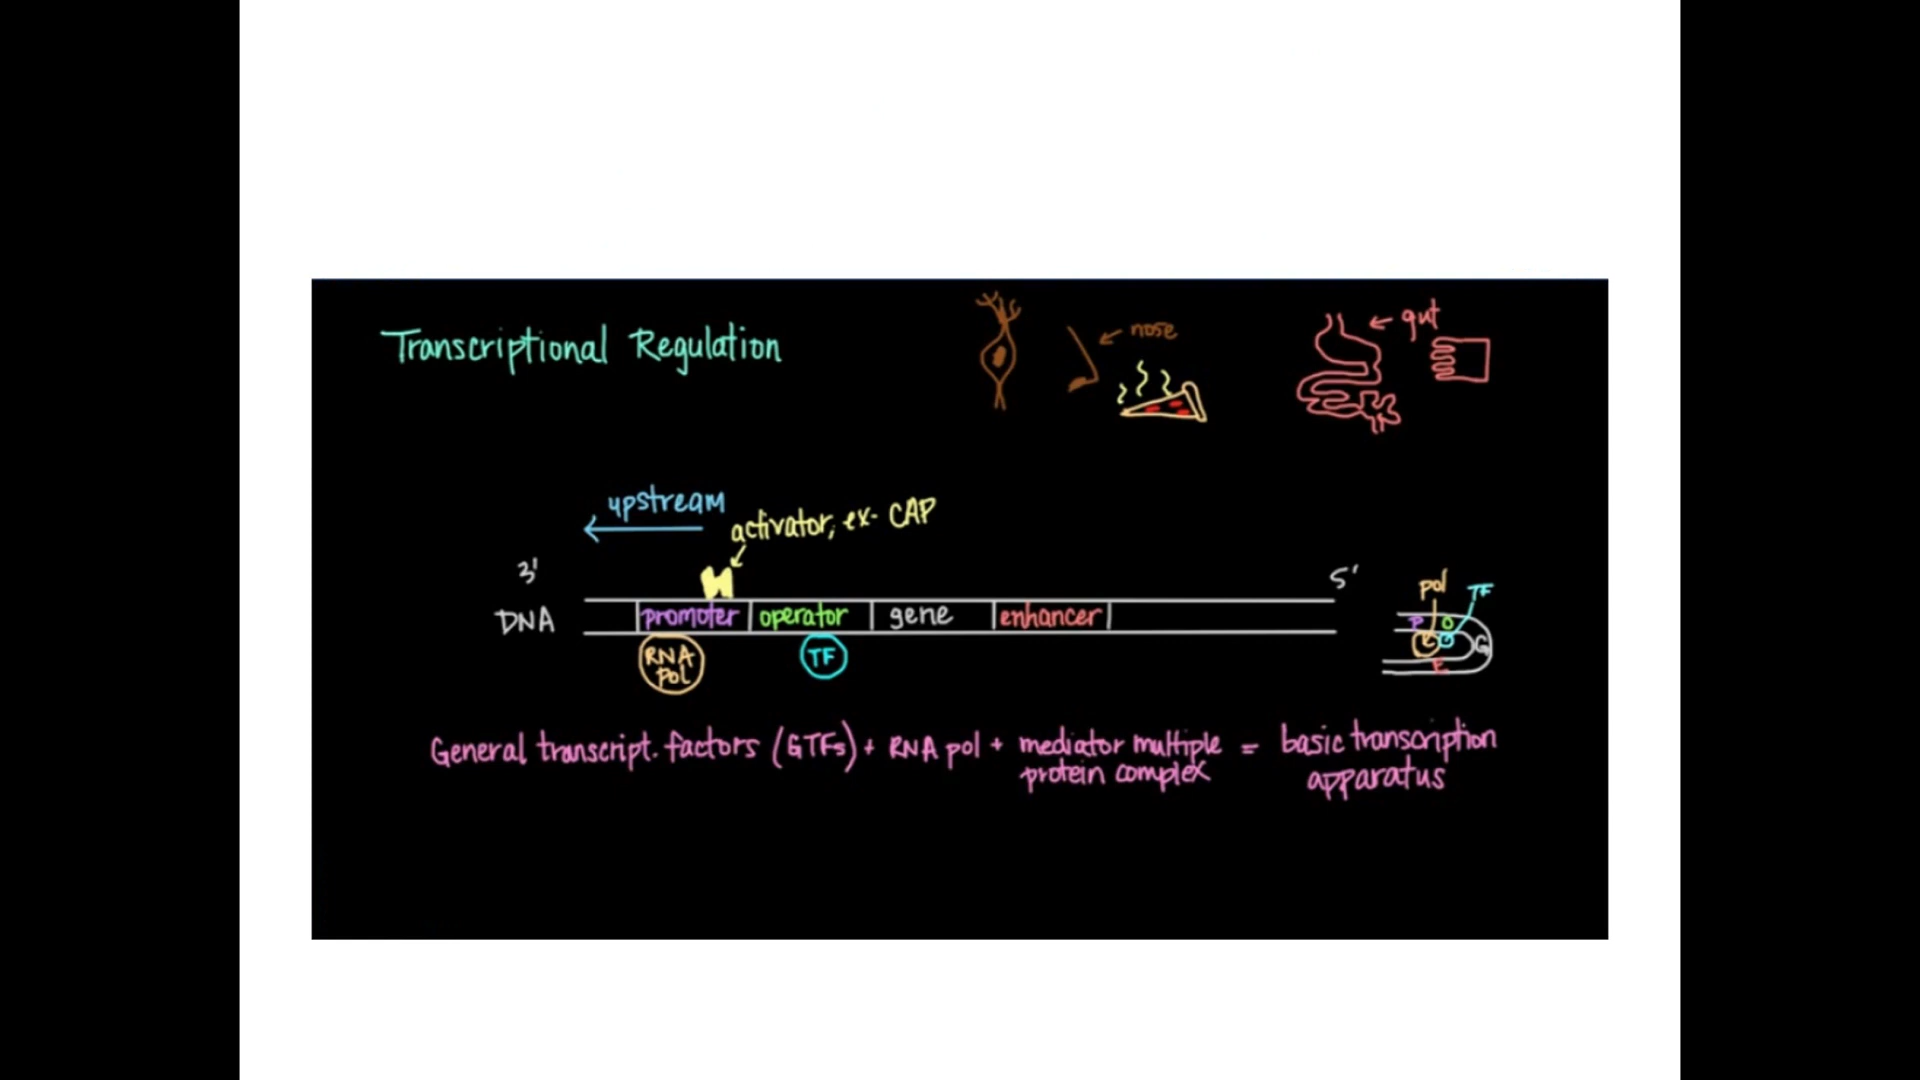 Transcriptional Regulation
← nose
← gut
upstream
activator, ex- CAP
3'
5'
DNA
promoter
operator
gene
enhancer
RNA
pol
TF
pol
TF
P
O
G
E
General transcript. factors (GTFs) + RNA pol + mediator multiple = basic transcription
protein complex
apparatus